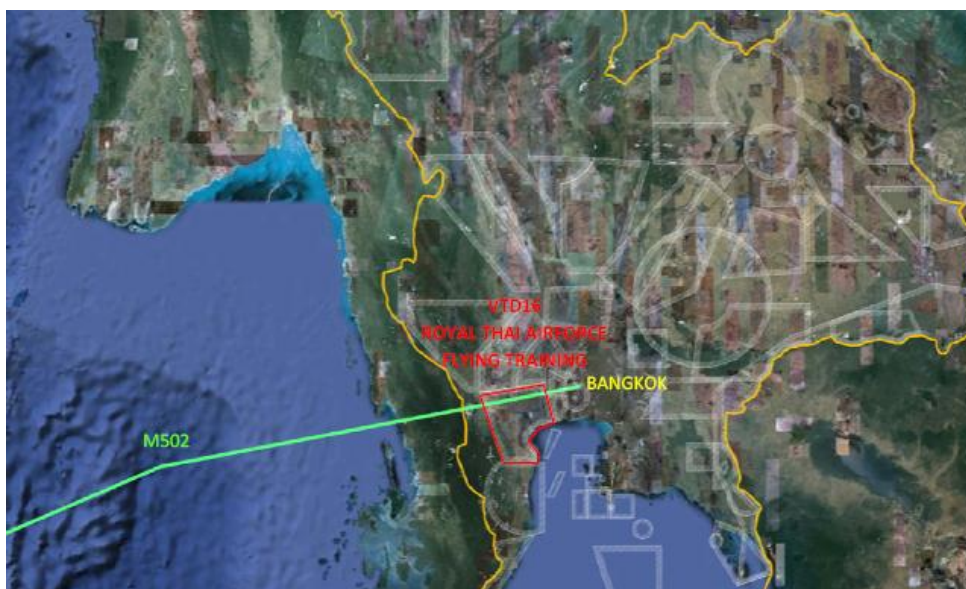 VTD16
ROYAL THAI AIRFORCE
FLYING TRAINING
BANGKOK
M502